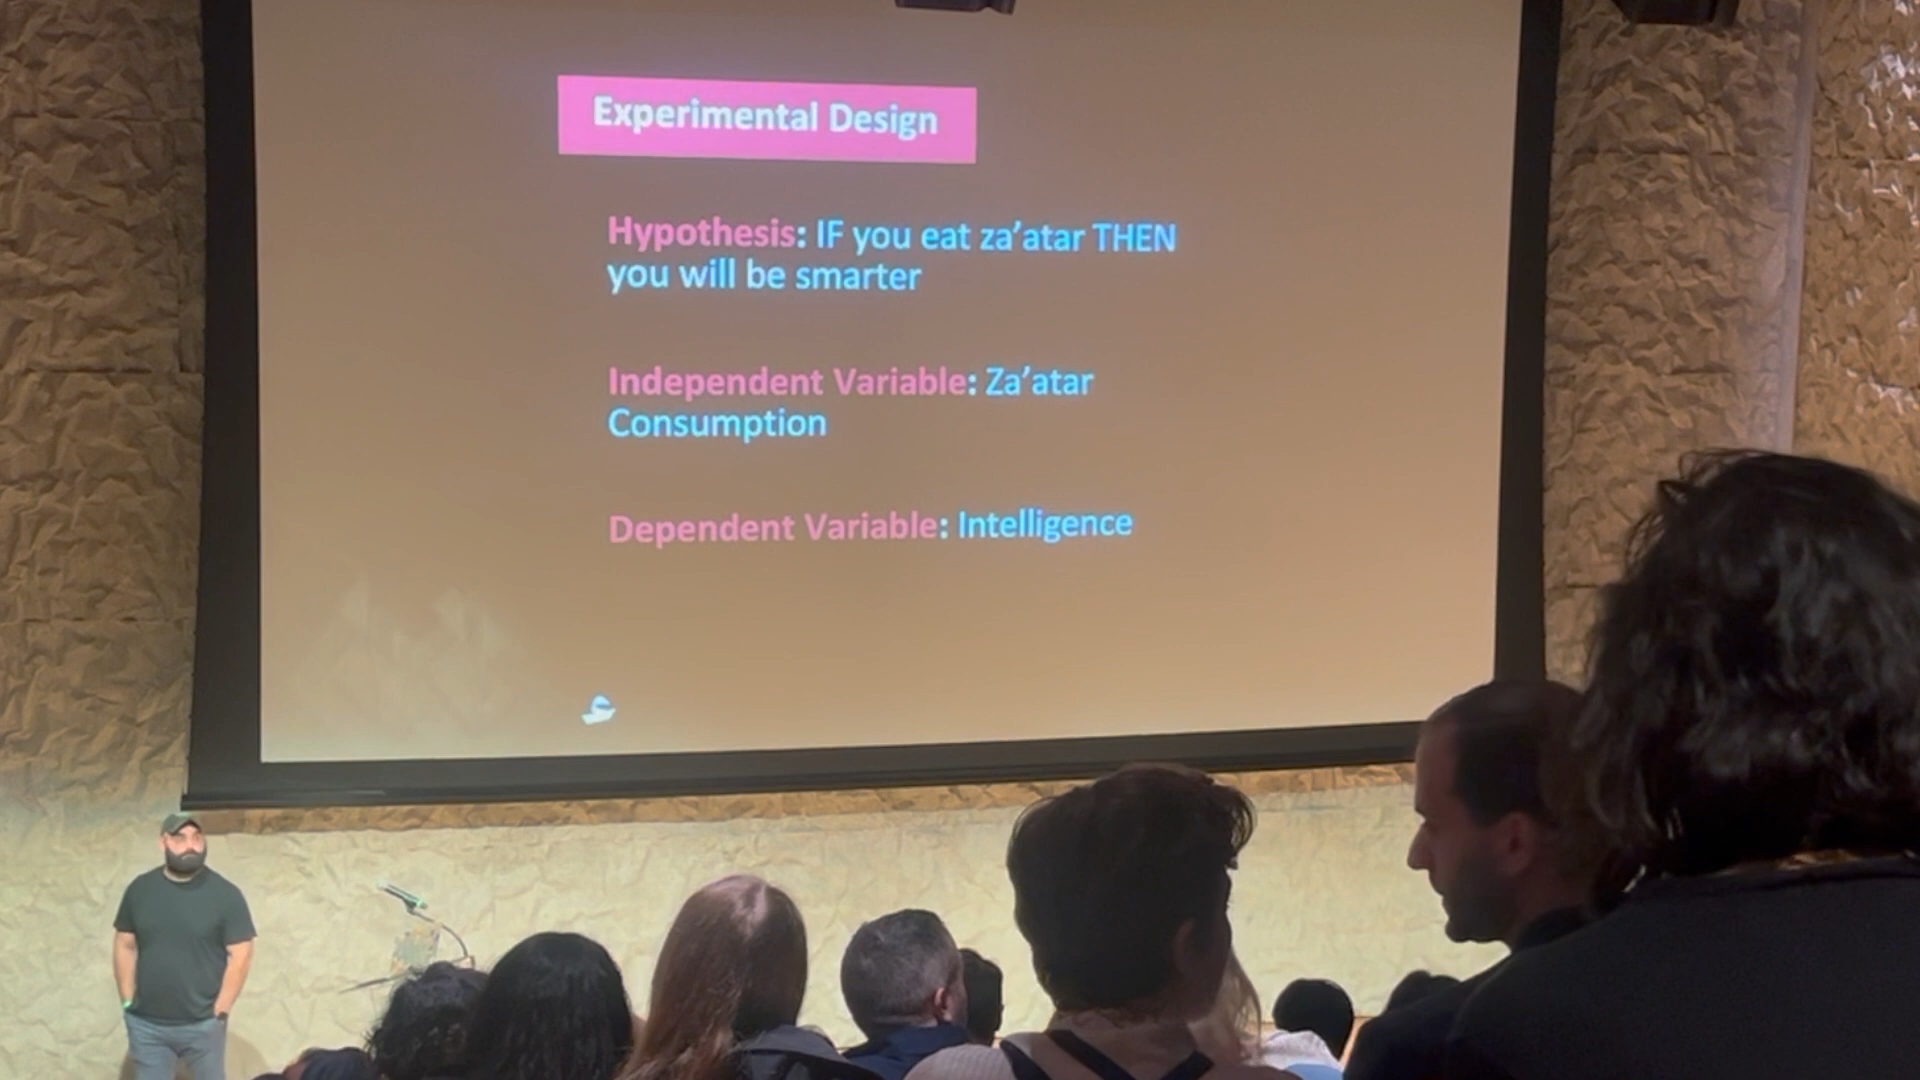 Experimental Design
Hypothesis: IF you eat za’atar THEN
you will be smarter
Independent Variable: Za’atar
Consumption
Dependent Variable: Intelligence